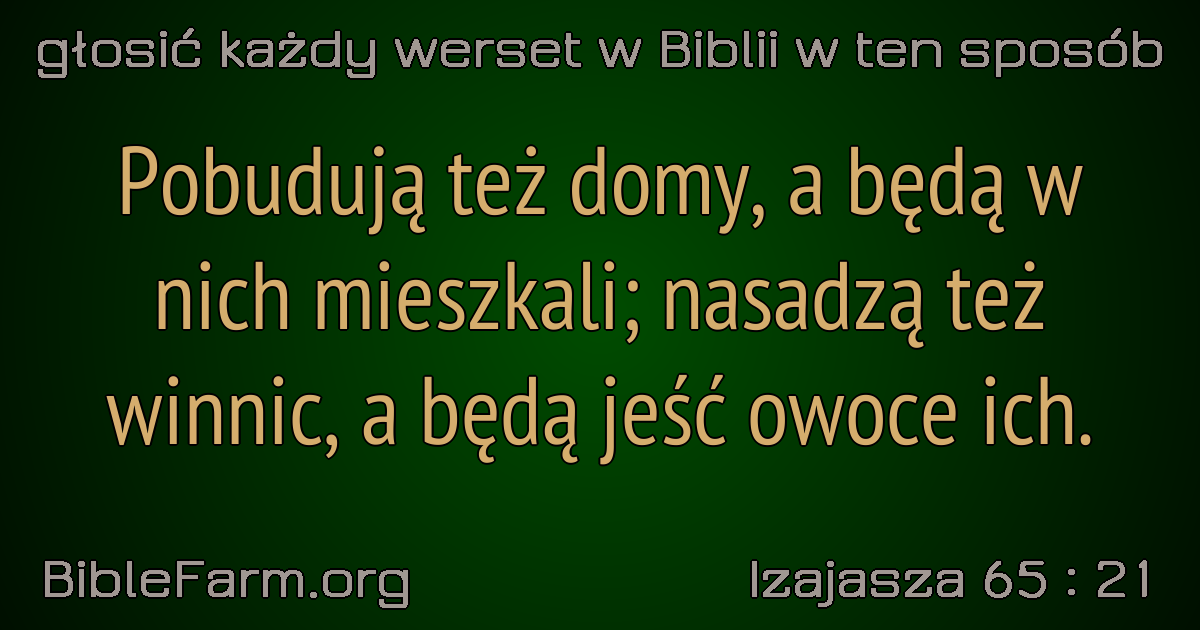 głosić każdy werset w Biblii w ten sposób
Pobudują też domy, a będą w
nich mieszkali; nasadzą też
winnic, a będą jeść owoce ich.
BibleFarm.org
Izajasza 65 : 21